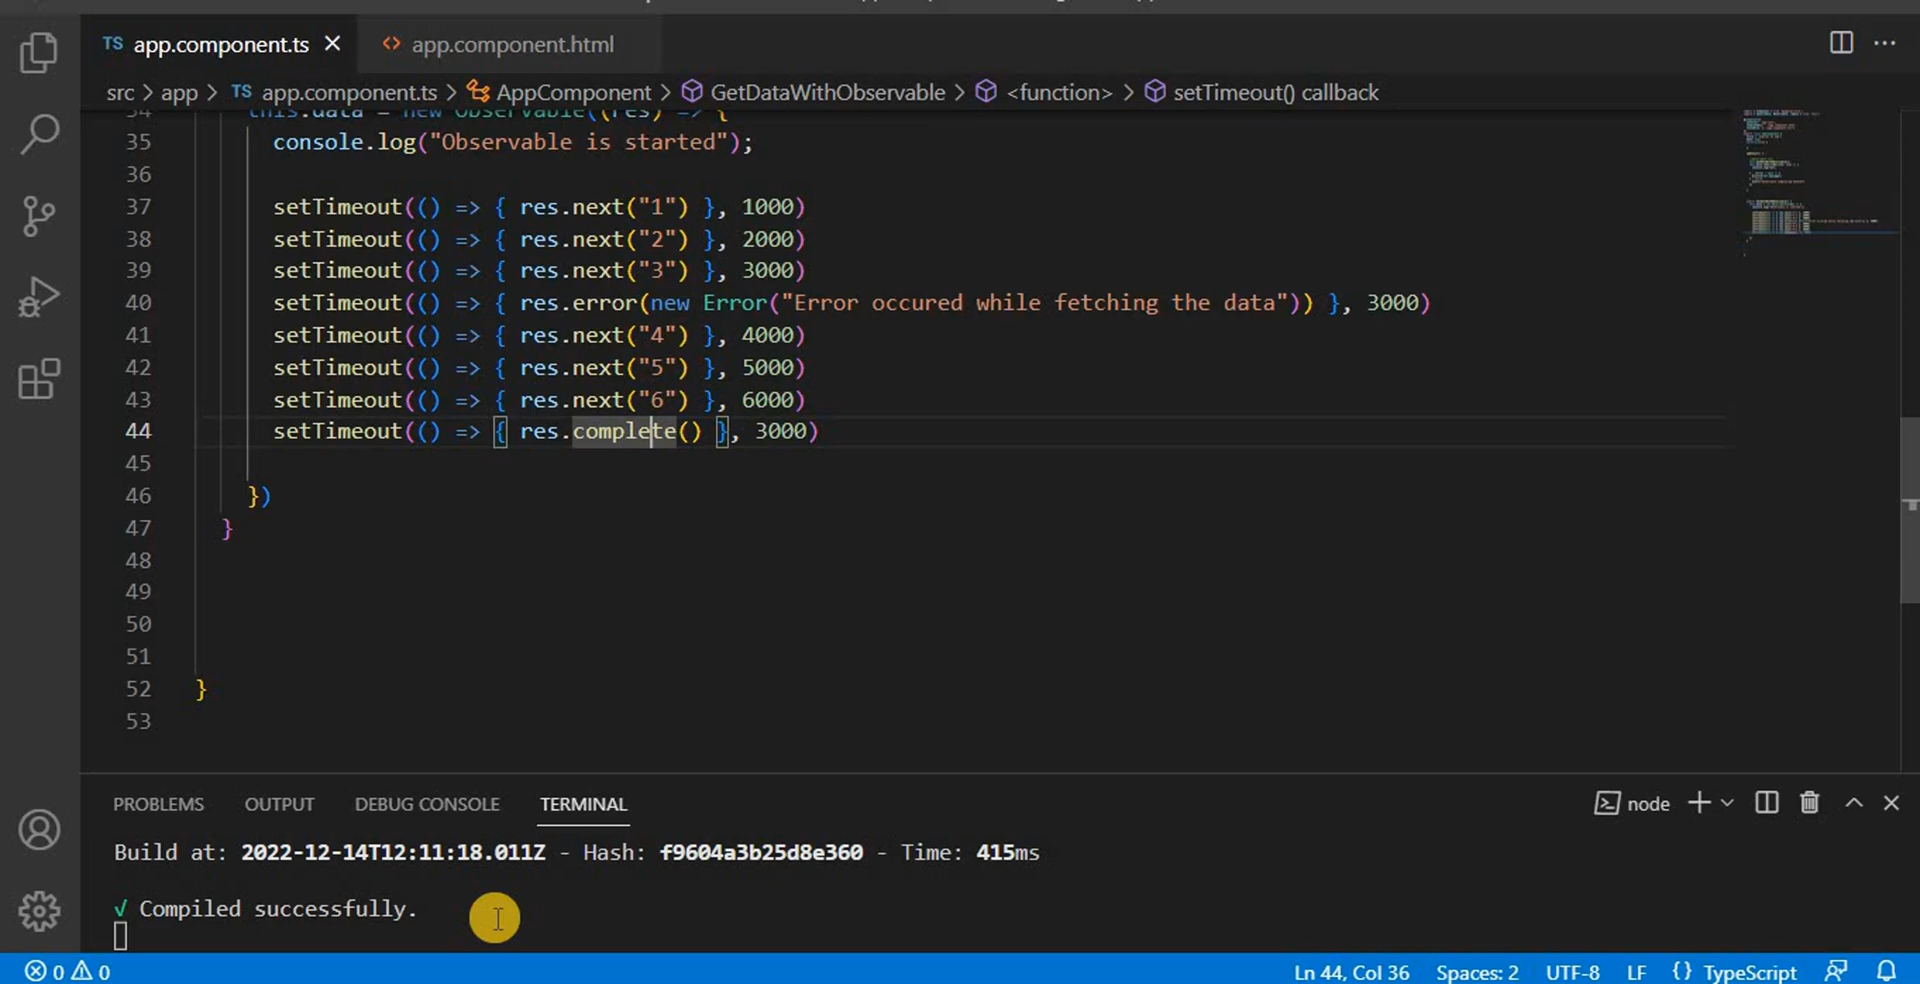 TS app.component.ts
<> app.component.html
src > app > TS app.component.ts > AppComponent > GetDataWithObservable > <function> > setTimeout() callback
34 this.data = new Observable((res) => {
35 console.log("Observable is started");
36
37 setTimeout(() => { res.next("1") }, 1000)
38 setTimeout(() => { res.next("2") }, 2000)
39 setTimeout(() => { res.next("3") }, 3000)
40 setTimeout(() => { res.error(new Error("Error occured while fetching the data")) }, 3000)
41 setTimeout(() => { res.next("4") }, 4000)
42 setTimeout(() => { res.next("5") }, 5000)
43 setTimeout(() => { res.next("6") }, 6000)
44 setTimeout(() => { res.complete() }, 3000)
45
46 })
47 }
48
49
50
51
52 }
53
PROBLEMS OUTPUT DEBUG CONSOLE TERMINAL node
Build at: 2022-12-14T12:11:18.011Z - Hash: f9604a3b25d8e360 - Time: 415ms
√ Compiled successfully.
0 0 Ln 44, Col 36 Spaces: 2 UTF-8 LF {} TypeScript